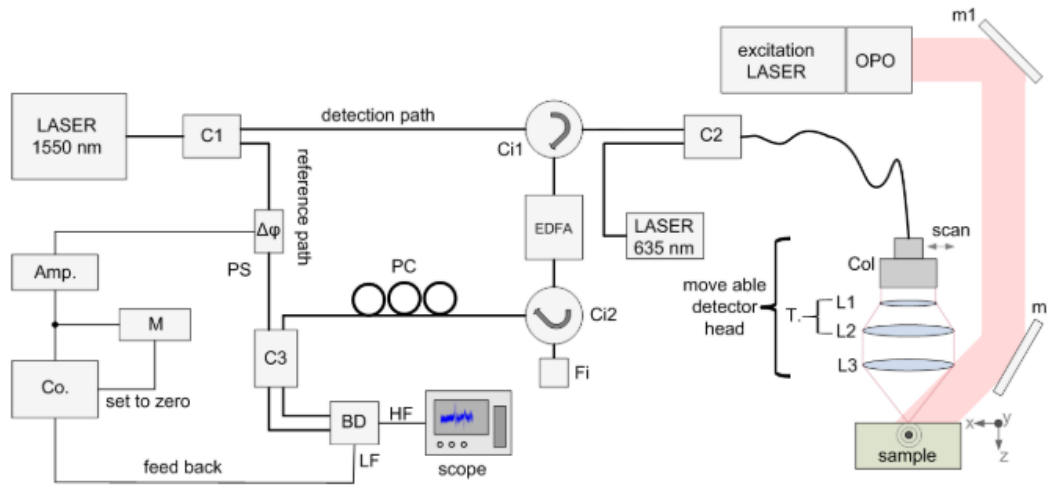 m1
excitation
LASER
OPO
LASER
1550 nm
C1
detection path
Ci1
C2
reference path
EDFA
LASER
635 nm
scan
Δφ
PS
Amp.
Col
PC
move able
detector
head
T.
L1
L2
L3
m
M
Ci2
C3
Co.
set to zero
Fi
BD
HF
LF
scope
feed back
sample
x
y
z